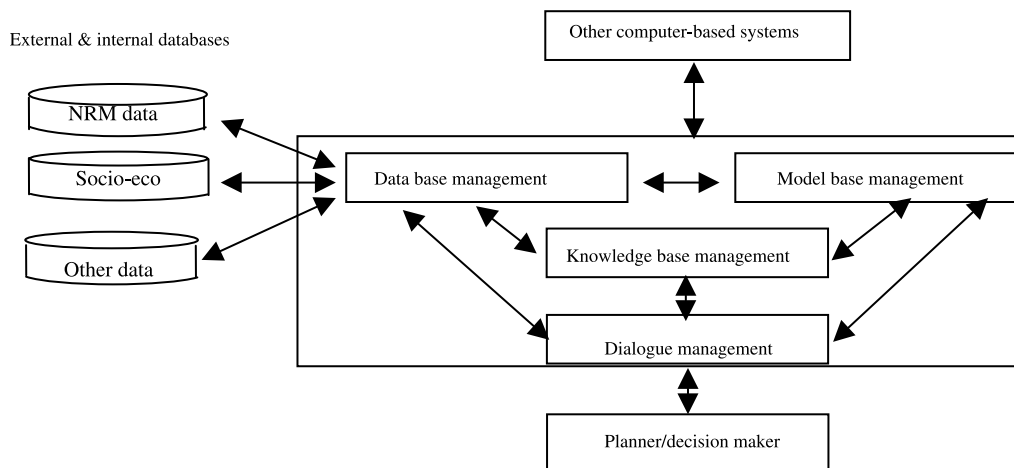 Other computer-based systems
External & internal databases
NRM data
Socio-eco
Other data
Data base management
Model base management
Knowledge base management
Dialogue management
Planner/decision maker